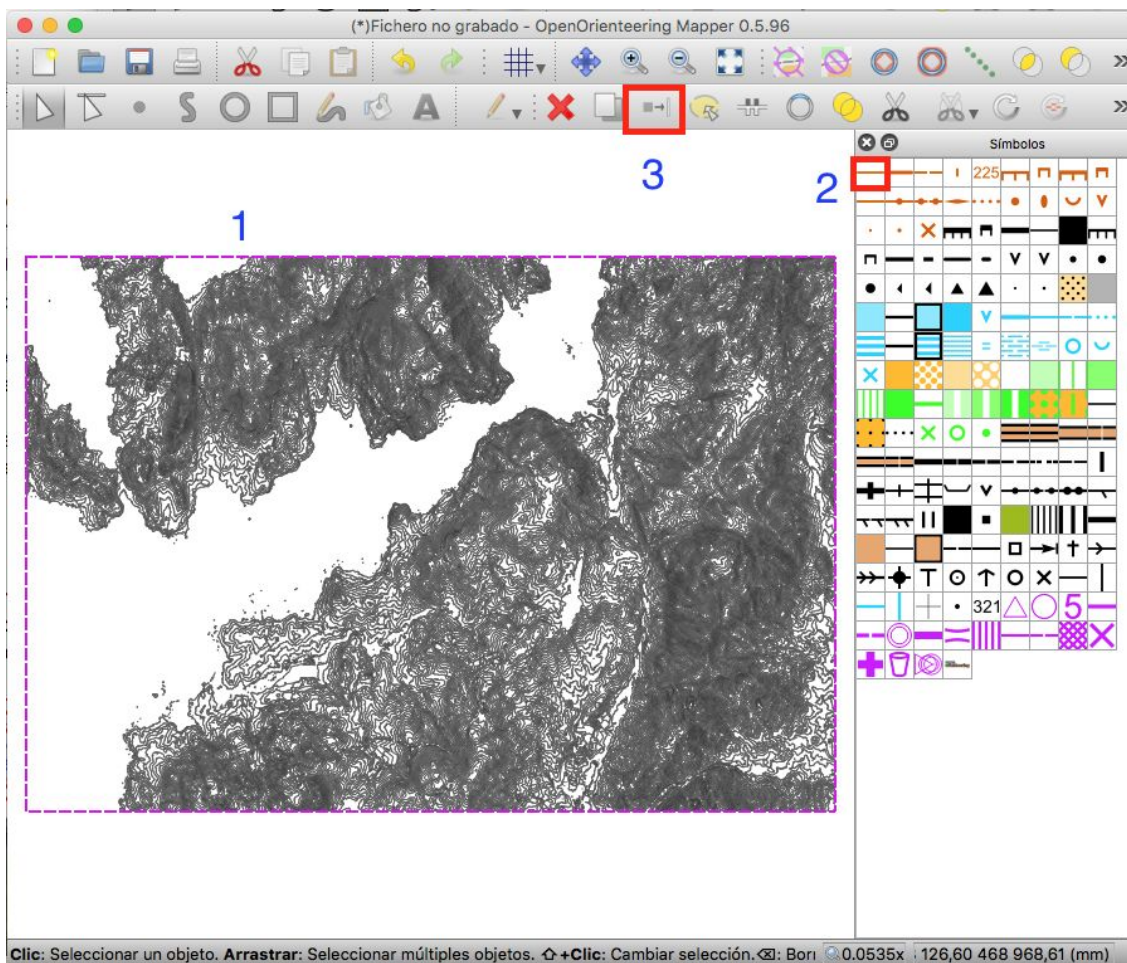 (*)Fichero no grabado - OpenOrienteering Mapper 0.5.96
A
Símbolos
3
2
1
225
321
5
Clic: Seleccionar un objeto. Arrastrar: Seleccionar múltiples objetos. ⇧+Clic: Cambiar selección. ⌫: Bor 0.0535x 126,60 468 968,61 (mm)